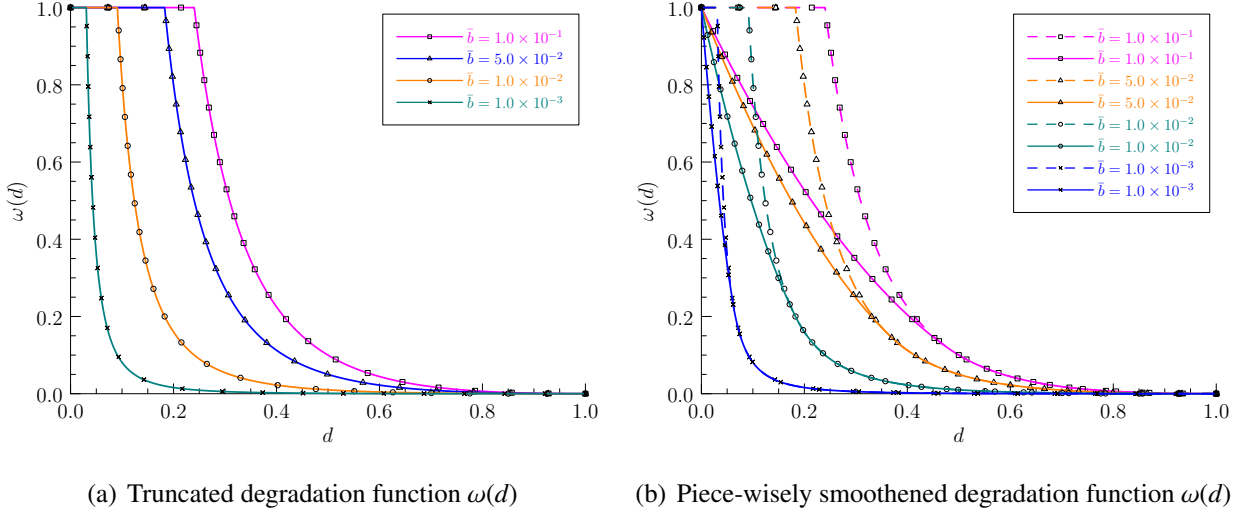 1.0
0.8
0.6
0.4
0.2
0.0
ω(d)
0.0 0.2 0.4 0.6 0.8 1.0
d
b̄ = 1.0 × 10⁻¹
b̄ = 5.0 × 10⁻²
b̄ = 1.0 × 10⁻²
b̄ = 1.0 × 10⁻³
(a) Truncated degradation function ω(d)
1.0
0.8
0.6
0.4
0.2
0.0
ω(d)
0.0 0.2 0.4 0.6 0.8 1.0
d
b̄ = 1.0 × 10⁻¹
b̄ = 1.0 × 10⁻¹
b̄ = 5.0 × 10⁻²
b̄ = 5.0 × 10⁻²
b̄ = 1.0 × 10⁻²
b̄ = 1.0 × 10⁻²
b̄ = 1.0 × 10⁻³
b̄ = 1.0 × 10⁻³
(b) Piece-wisely smoothened degradation function ω(d)